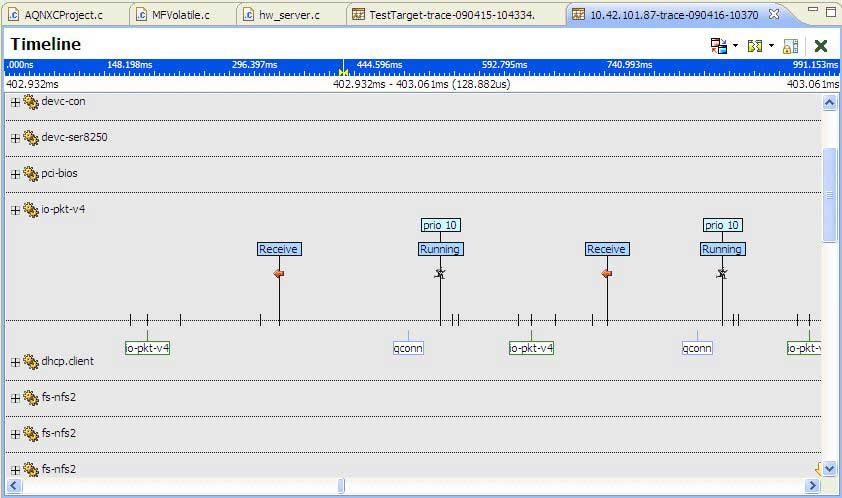 AQNXCProject.c MFVolatile.c hw_server.c TestTarget-trace-090415-104334. 10.42.101.87-trace-090416-10370
Timeline
.000ns 148.198ms 296.397ms 444.596ms 592.795ms 740.993ms 991.153ms
402.932ms 402.932ms - 403.061ms (128.882us) 403.061ms
devc-con
devc-ser8250
pci-bios
io-pkt-v4
prio 10 prio 10
Receive Running Receive Running
io-pkt-v4 qconn io-pkt-v4 qconn io-pkt-v
dhcp.client
fs-nfs2
fs-nfs2
fs-nfs2